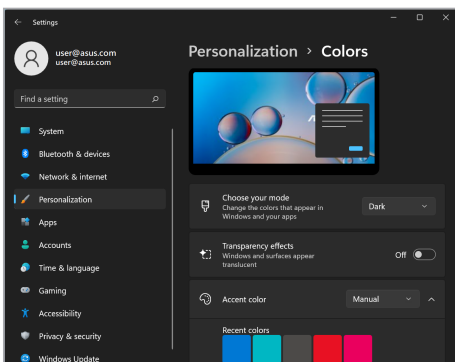 Settings
user@asus.com
user@asus.com
Find a setting
System
Bluetooth & devices
Network & internet
Personalization
Apps
Accounts
Time & language
Gaming
Accessibility
Privacy & security
Windows Update
Personalization > Colors
Choose your mode
Change the colors that appear in
Windows and your apps
Dark
Transparency effects
Windows and surfaces appear
translucent
Off
Accent color
Manual
Recent colors